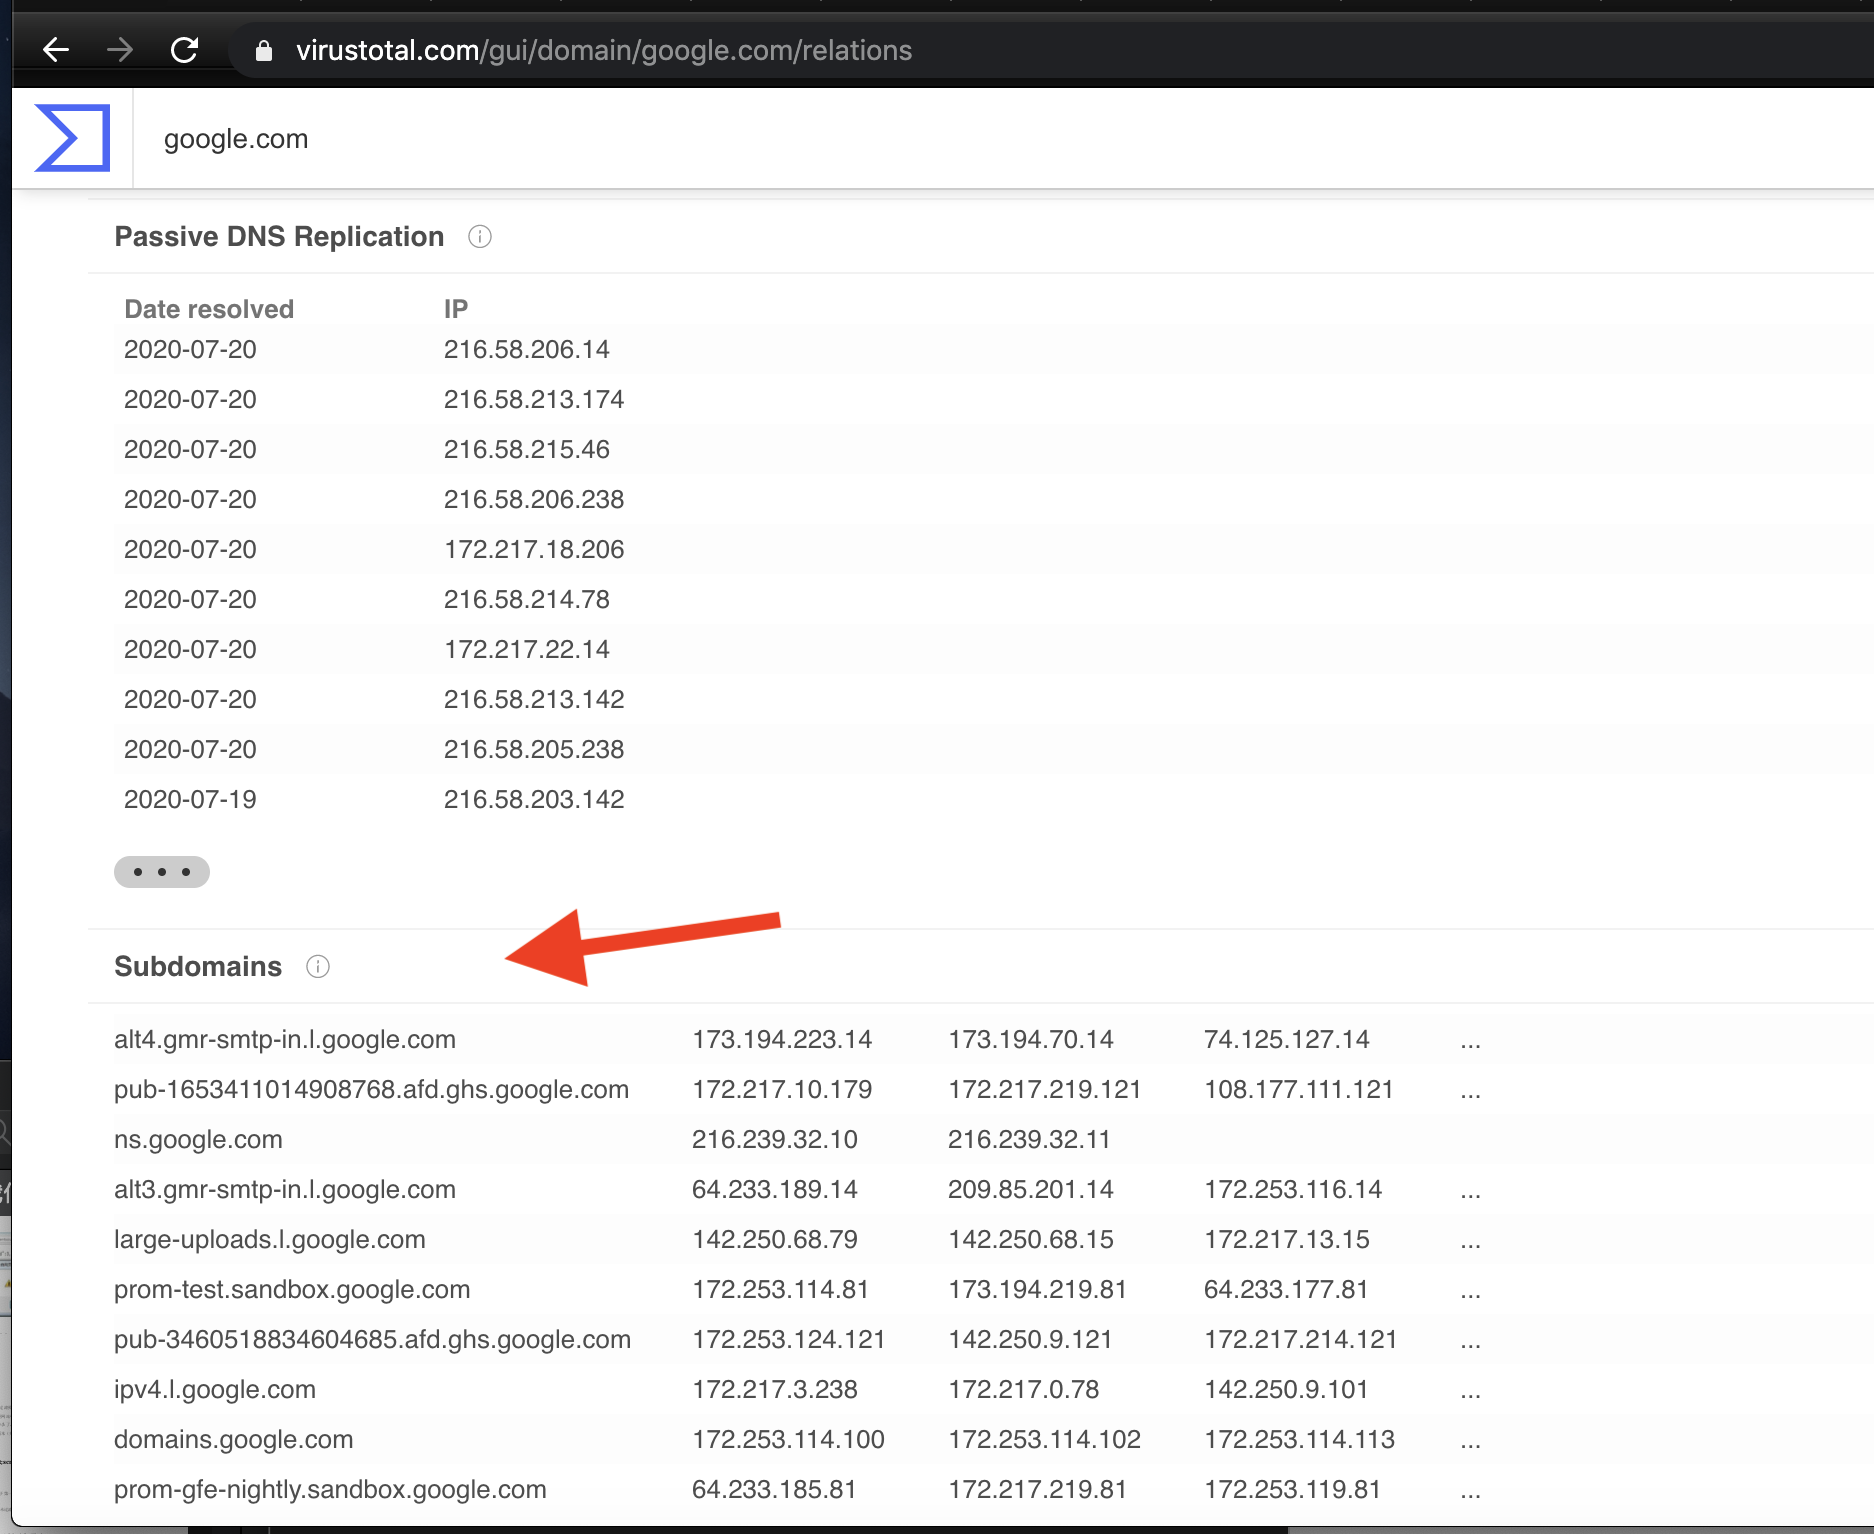 virustotal.com/gui/domain/google.com/relations
google.com
Passive DNS Replication
Date resolved IP
2020-07-20 216.58.206.14
2020-07-20 216.58.213.174
2020-07-20 216.58.215.46
2020-07-20 216.58.206.238
2020-07-20 172.217.18.206
2020-07-20 216.58.214.78
2020-07-20 172.217.22.14
2020-07-20 216.58.213.142
2020-07-20 216.58.205.238
2020-07-19 216.58.203.142
Subdomains
alt4.gmr-smtp-in.l.google.com 173.194.223.14 173.194.70.14 74.125.127.14 ...
pub-1653411014908768.afd.ghs.google.com 172.217.10.179 172.217.219.121 108.177.111.121 ...
ns.google.com 216.239.32.10 216.239.32.11
alt3.gmr-smtp-in.l.google.com 64.233.189.14 209.85.201.14 172.253.116.14 ...
large-uploads.l.google.com 142.250.68.79 142.250.68.15 172.217.13.15 ...
prom-test.sandbox.google.com 172.253.114.81 173.194.219.81 64.233.177.81 ...
pub-3460518834604685.afd.ghs.google.com 172.253.124.121 142.250.9.121 172.217.214.121 ...
ipv4.l.google.com 172.217.3.238 172.217.0.78 142.250.9.101 ...
domains.google.com 172.253.114.100 172.253.114.102 172.253.114.113 ...
prom-gfe-nightly.sandbox.google.com 64.233.185.81 172.217.219.81 172.253.119.81 ...